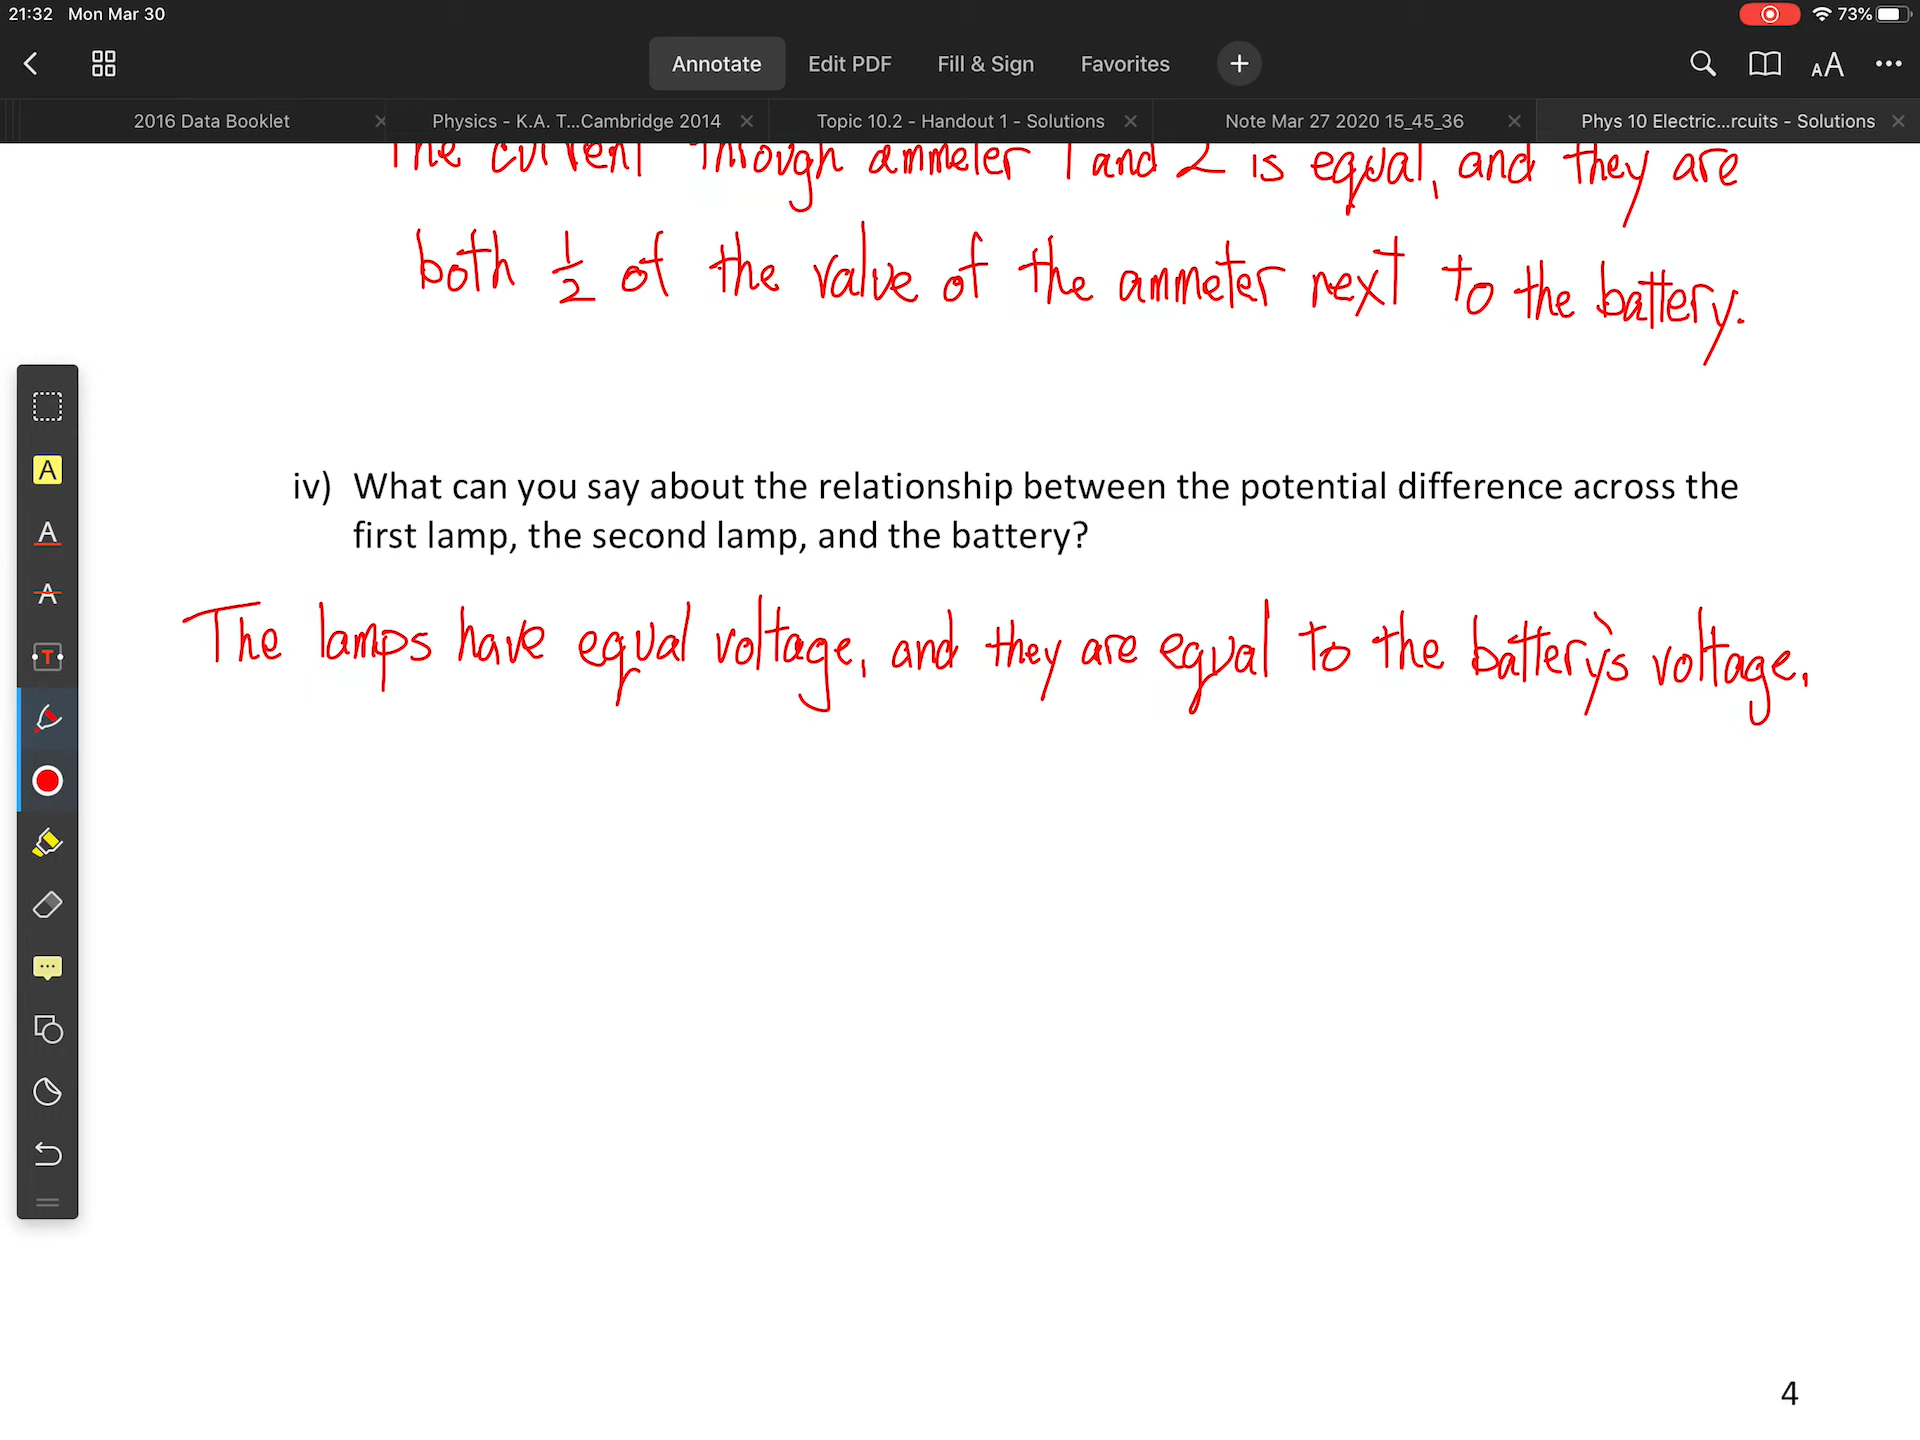 21:32 Mon Mar 30 73%
Annotate Edit PDF Fill & Sign Favorites + AA
2016 Data Booklet Physics - K.A. T...Cambridge 2014 Topic 10.2 - Handout 1 - Solutions Note Mar 27 2020 15_45_36 Phys 10 Electric...rcuits - Solutions
The current through ammeter 1 and 2 is equal, and they are
both 1/2 of the value of the ammeter next to the battery.
iv) What can you say about the relationship between the potential difference across the
first lamp, the second lamp, and the battery?
The lamps have equal voltage, and they are equal to the battery's voltage.
A
A
A
T
4